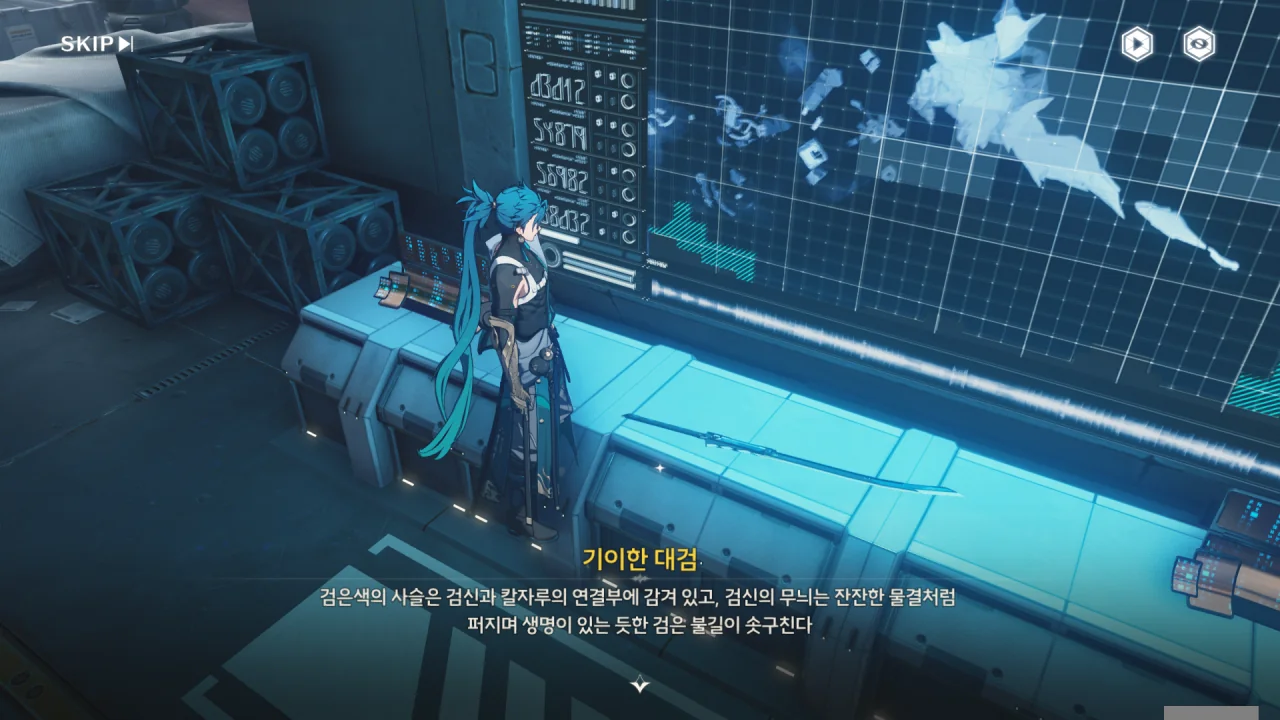 SKIP
d3d12
54879
56982
기이한 대검
검은색의 사슬은 검신과 칼자루의 연결부에 감겨 있고, 검신의 무늬는 잔잔한 물결처럼
퍼지며 생명이 있는 듯한 검은 불길이 솟구친다